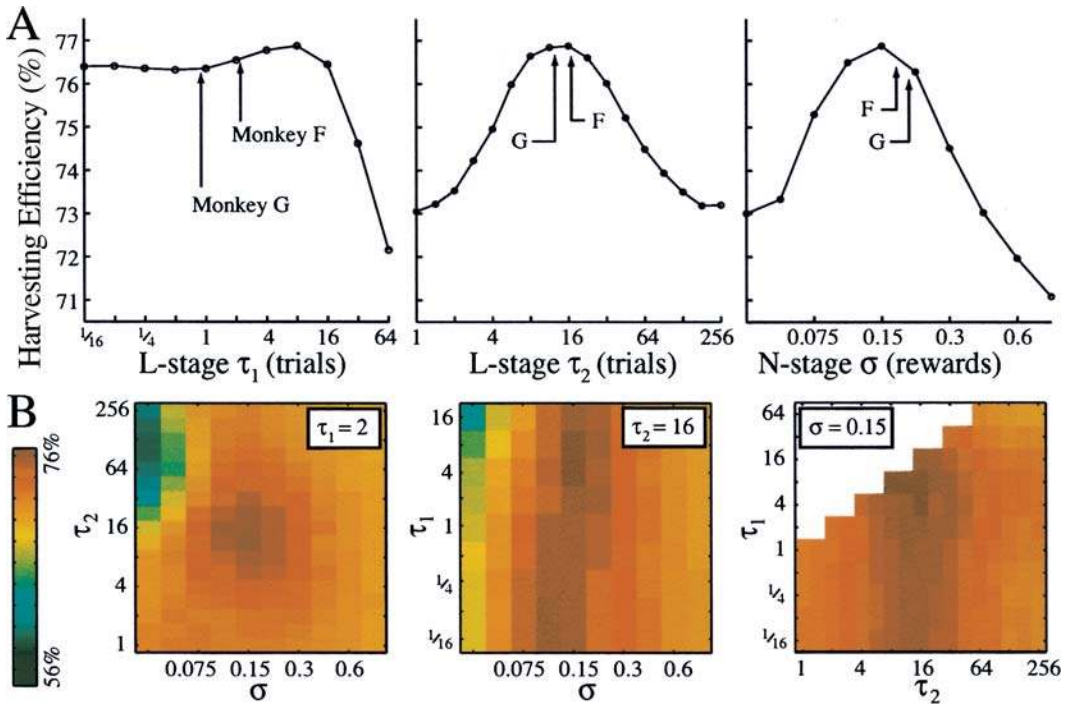 A
Harvesting Efficiency (%)
77
76
75
74
73
72
71
Monkey F
Monkey G
1/16
1/4
1
4
16
64
L-stage τ1 (trials)
G
F
1
4
16
64
256
L-stage τ2 (trials)
F
G
0.075
0.15
0.3
0.6
N-stage σ (rewards)
B
76%
56%
τ1 = 2
256
64
16
4
1
τ2
0.075
0.15
0.3
0.6
σ
τ2 = 16
16
4
1
1/4
1/16
τ1
0.075
0.15
0.3
0.6
σ
σ = 0.15
64
16
4
1
1/4
1/16
τ1
1
4
16
64
256
τ2